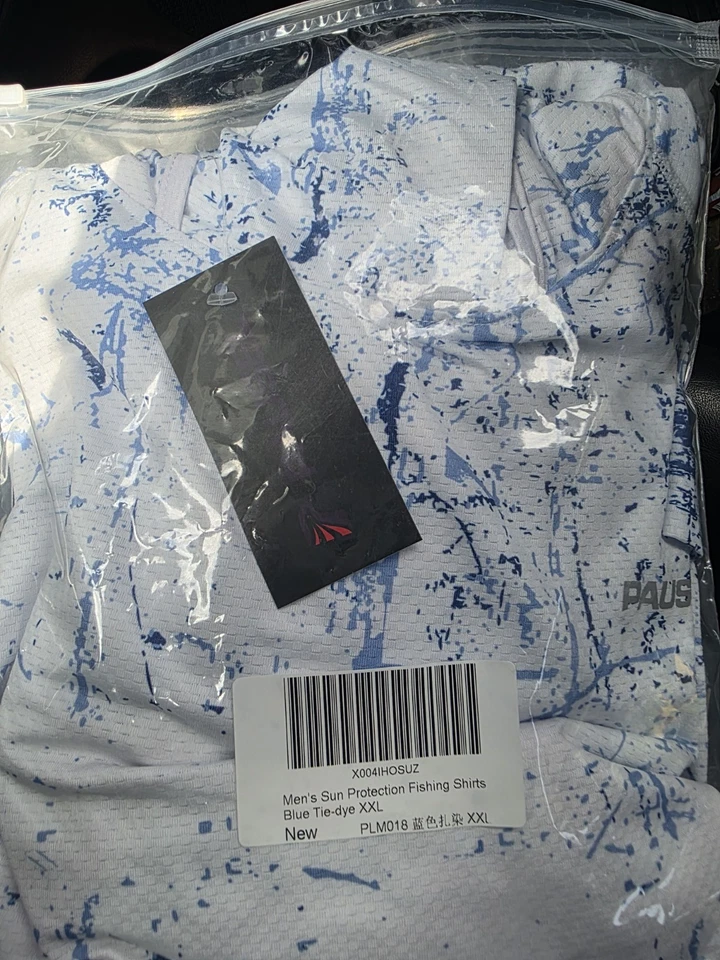 PAUS
X004IHOSUZ
Men's Sun Protection Fishing Shirts
Blue Tie-dye XXL
New PLM018 蓝色扎染 XXL